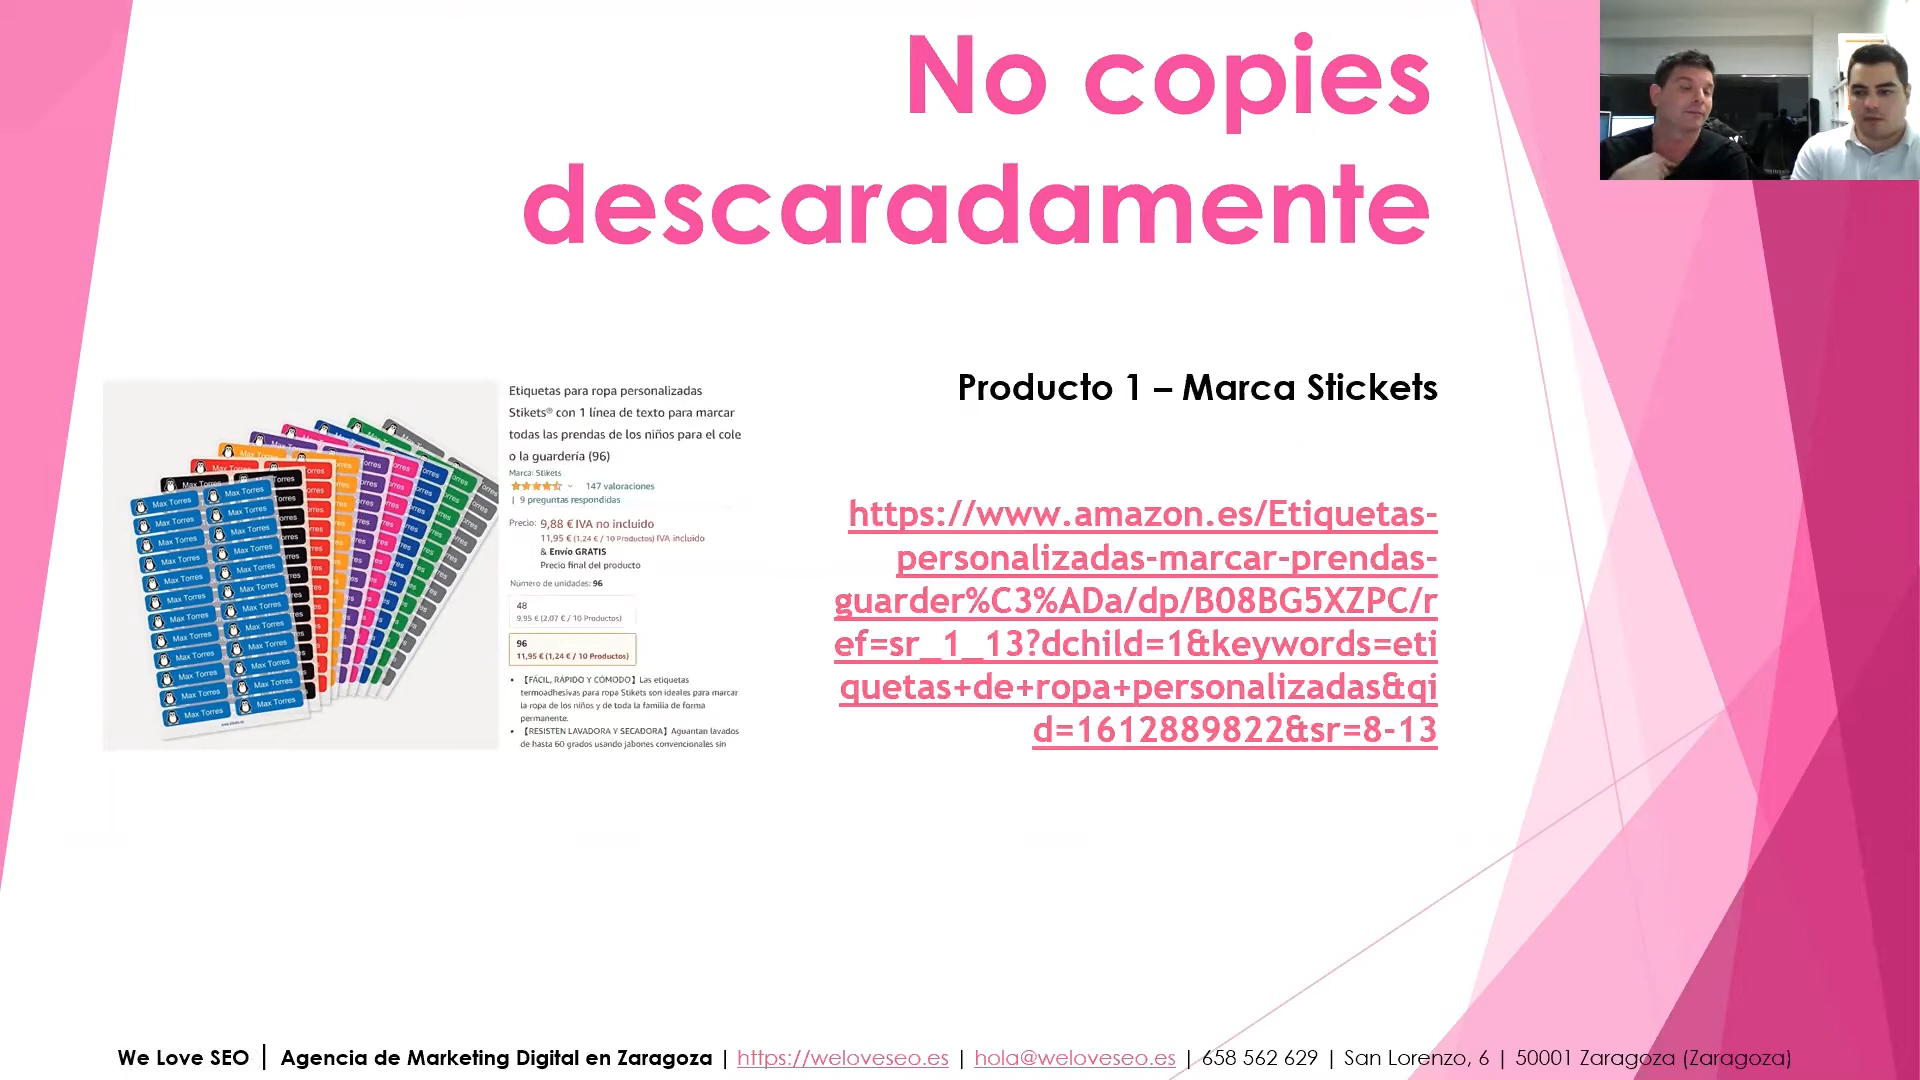 No copies
descaradamente
Producto 1 – Marca Stickets
Etiquetas para ropa personalizadas
Stikets® con 1 línea de texto para marcar
todas las prendas de los niños para el cole
o la guardería (96)
Marca: Stikets
147 valoraciones
| 9 preguntas respondidas
Precio: 9,88 € IVA no incluido
11,95 € (1,24 € / 10 Productos) IVA incluido
& Envío GRATIS
Precio final del producto
Número de unidades: 96
48
9,95 € (2,07 € / 10 Productos)
96
11,95 € (1,24 € / 10 Productos)
• 【FÁCIL, RÁPIDO Y CÓMODO】Las etiquetas
termoadhesivas para ropa Stikets son ideales para marcar
la ropa de los niños y de toda la familia de forma
permanente.
• 【RESISTEN LAVADORA Y SECADORA】Aguantan lavados
de hasta 60 grados usando jabones convencionales sin
Max Torres
https://www.amazon.es/Etiquetas-
personalizadas-marcar-prendas-
guarder%C3%ADa/dp/B08BG5XZPC/r
ef=sr_1_13?dchild=1&keywords=eti
quetas+de+ropa+personalizadas&qi
d=1612889822&sr=8-13
We Love SEO | Agencia de Marketing Digital en Zaragoza | https://weloveseo.es | hola@weloveseo.es | 658 562 629 | San Lorenzo, 6 | 50001 Zaragoza (Zaragoza)